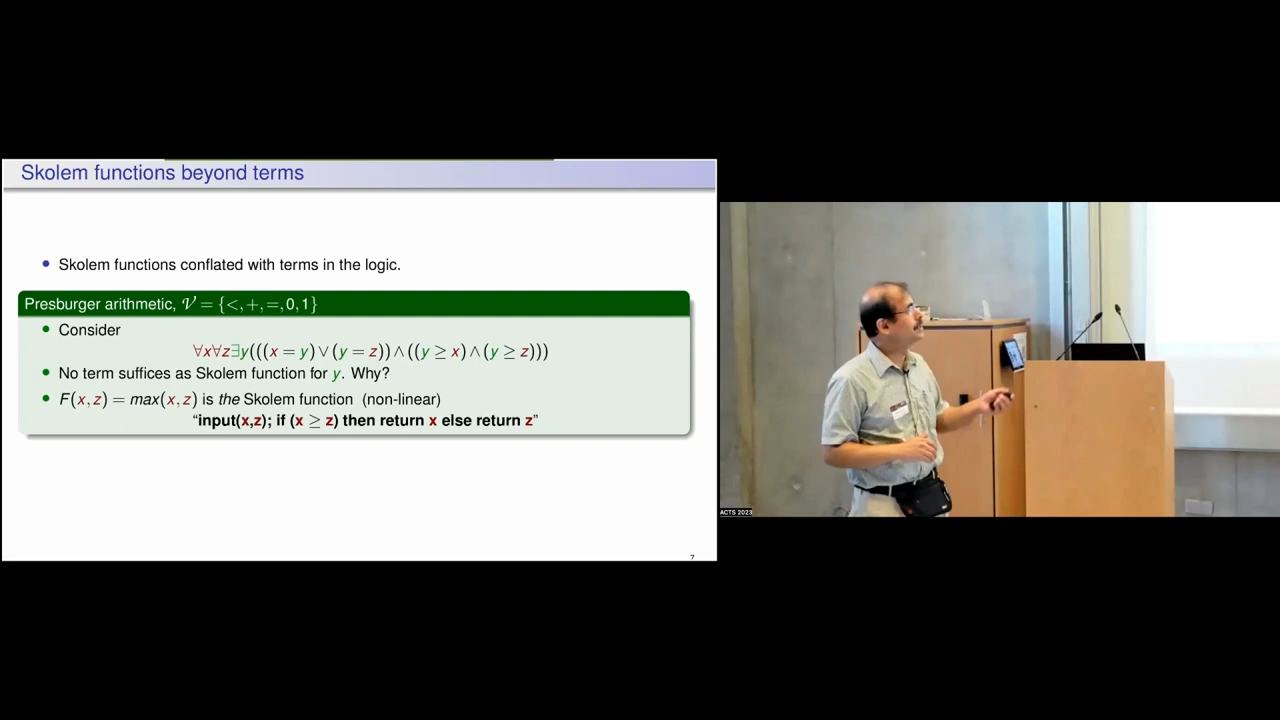 Skolem functions beyond terms
• Skolem functions conflated with terms in the logic.
Presburger arithmetic, 𝒱 = {<, +, =, 0, 1}
• Consider
∀x∀z∃y(((x = y) ∨ (y = z)) ∧ ((y ≥ x) ∧ (y ≥ z)))
• No term suffices as Skolem function for y. Why?
• F(x, z) = max(x, z) is the Skolem function (non-linear)
“input(x,z); if (x ≥ z) then return x else return z”
7
ACTS 2023